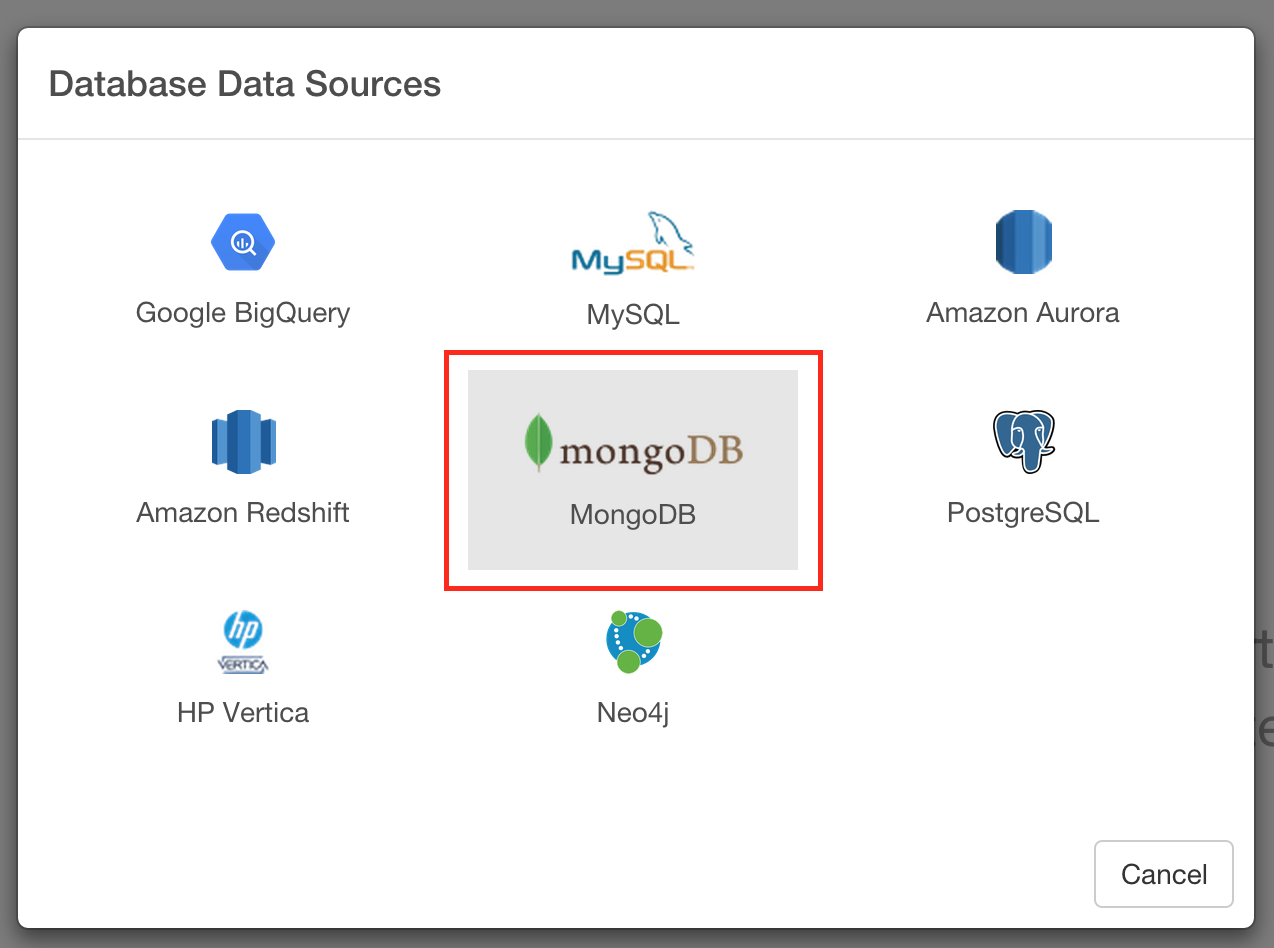 Database Data Sources
MySQL
Google BigQuery
MySQL
Amazon Aurora
mongoDB
Amazon Redshift
MongoDB
PostgreSQL
hp
VERTICA
HP Vertica
Neo4j
Cancel